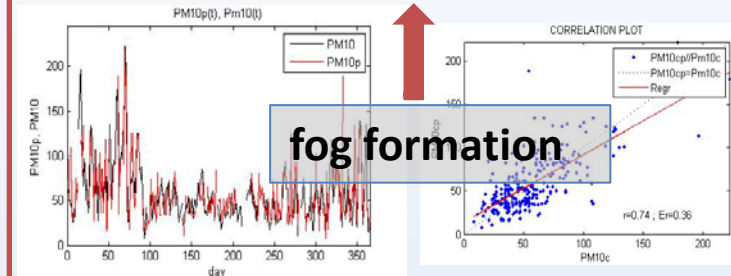 PM10p(t), Pm10(t)
PM10
PM10p
PM10p, PM10
200
150
100
50
0
0 50 100 150 200 250 300 350
day
fog formation
CORRELATION PLOT
PM10cp//Pm10c
PM10cp=Pm10c
Regr
200
150
50
0
r=0.74 ; Er=0.36
0 50 100 150 200
PM10c